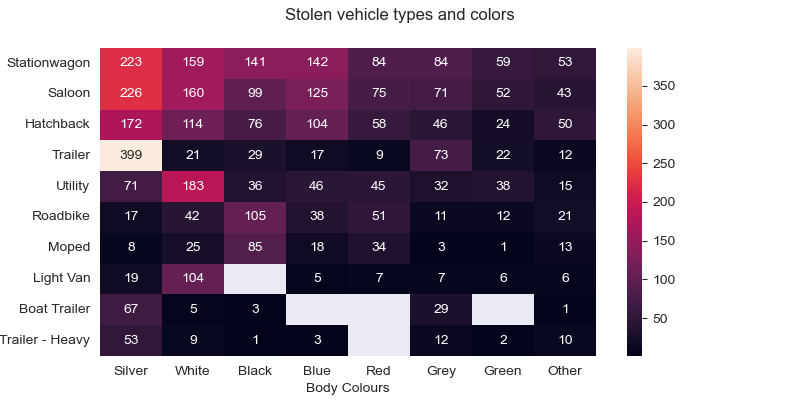 Stolen vehicle types and colors
Stationwagon 223 159 141 142 84 84 59 53
Saloon 226 160 99 125 75 71 52 43
Hatchback 172 114 76 104 58 46 24 50
Trailer 399 21 29 17 9 73 22 12
Utility 71 183 36 46 45 32 38 15
Roadbike 17 42 105 38 51 11 12 21
Moped 8 25 85 18 34 3 1 13
Light Van 19 104 5 7 7 6 6
Boat Trailer 67 5 3 29 1
Trailer - Heavy 53 9 1 3 12 2 10
Silver White Black Blue Red Grey Green Other
Body Colours
350
300
250
200
150
100
50